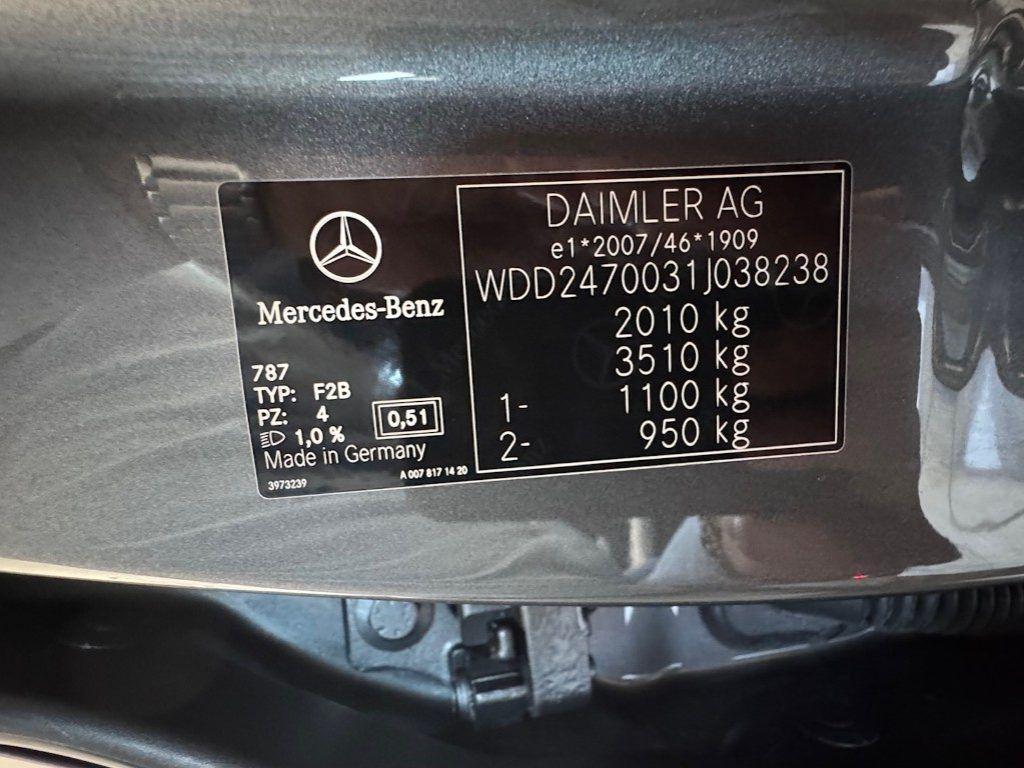 Mercedes-Benz
787
TYP: F2B
PZ: 4
0,51
1,0 %
Made in Germany
3973239
A 007 817 14 20
DAIMLER AG
e1*2007/46*1909
WDD2470031J038238
2010 kg
3510 kg
1- 1100 kg
2- 950 kg